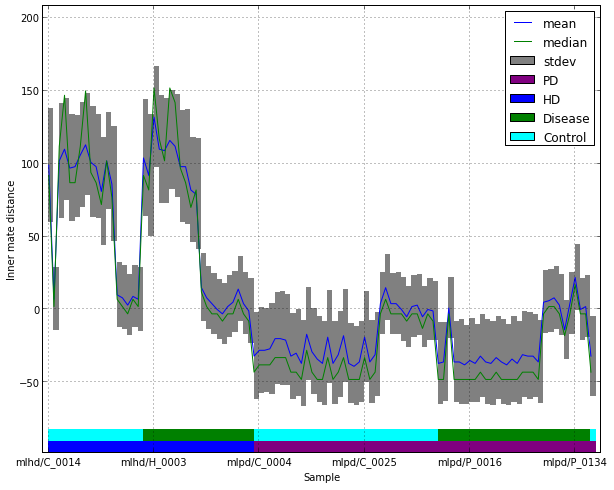 200
150
100
50
0
−50
Inner mate distance
mean
median
stdev
PD
HD
Disease
Control
mlhd/C_0014 mlhd/H_0003 mlpd/C_0004 mlpd/C_0025 mlpd/P_0016 mlpd/P_0134
Sample